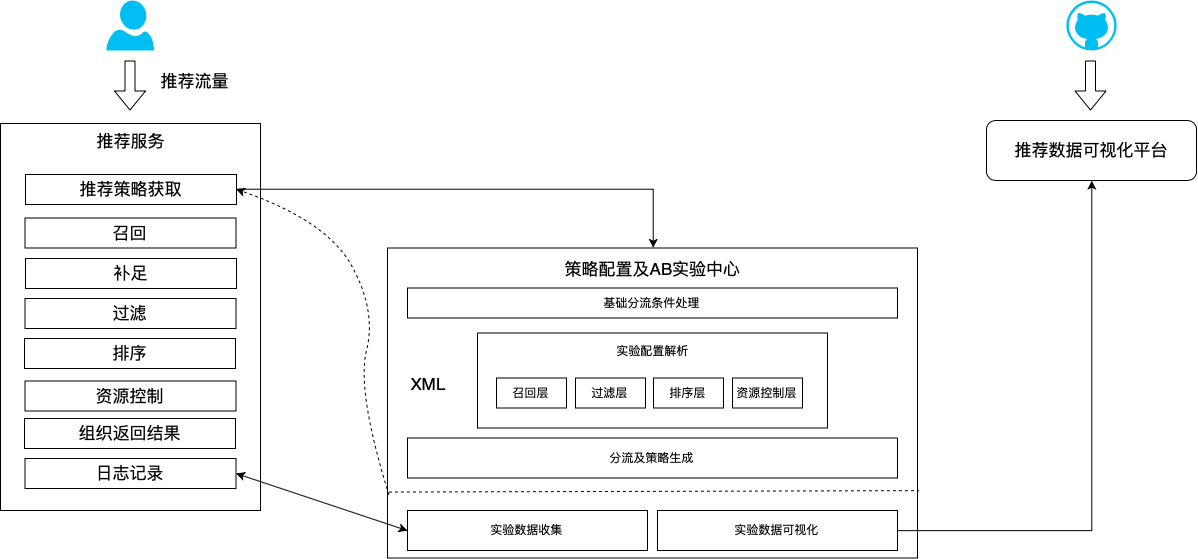 推荐流量
推荐服务
推荐策略获取
召回
补足
过滤
排序
资源控制
组织返回结果
日志记录
策略配置及AB实验中心
基础分流条件处理
XML
实验配置解析
召回层
过滤层
排序层
资源控制层
分流及策略生成
实验数据收集
实验数据可视化
推荐数据可视化平台